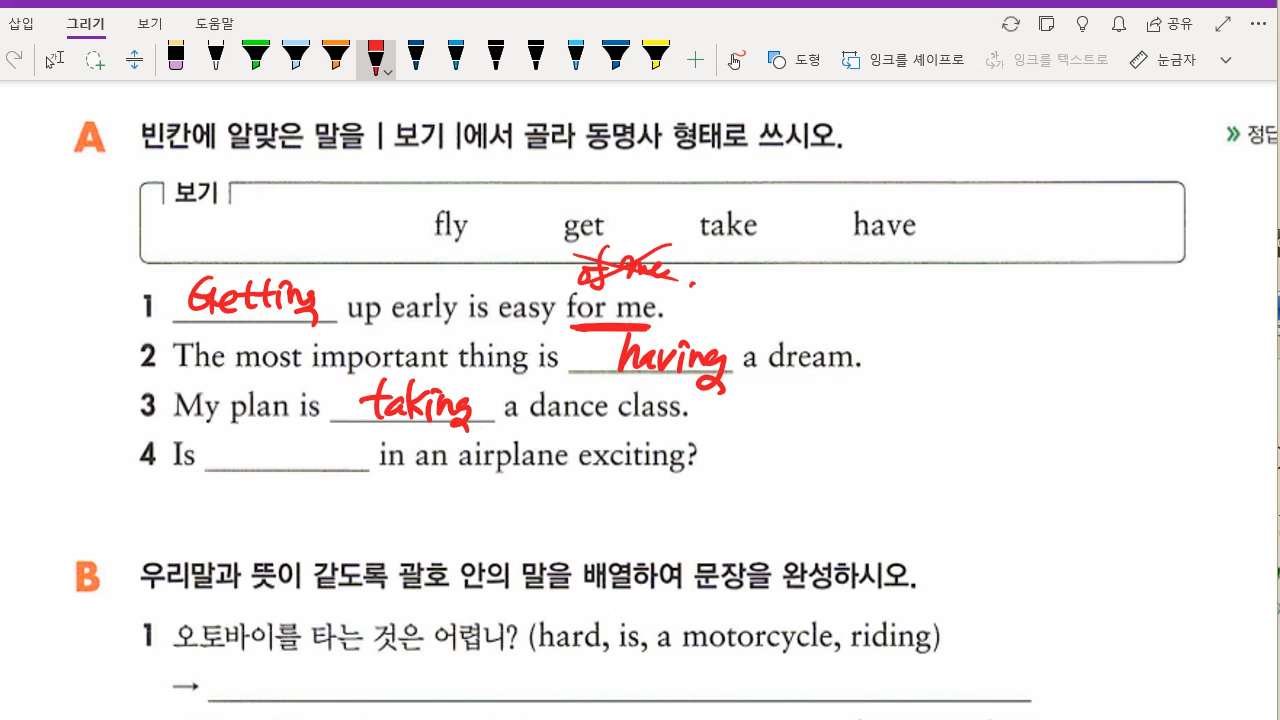 삽입 그리기 보기 도움말 공유
도형 잉크를 셰이프로 잉크를 텍스트로 눈금자
A 빈칸에 알맞은 말을 | 보기 |에서 골라 동명사 형태로 쓰시오. » 정답
보기
fly get take have
of me.
1 Getting up early is easy for me.
2 The most important thing is having a dream.
3 My plan is taking a dance class.
4 Is ___ in an airplane exciting?
B 우리말과 뜻이 같도록 괄호 안의 말을 배열하여 문장을 완성하시오.
1 오토바이를 타는 것은 어렵니? (hard, is, a motorcycle, riding)
→